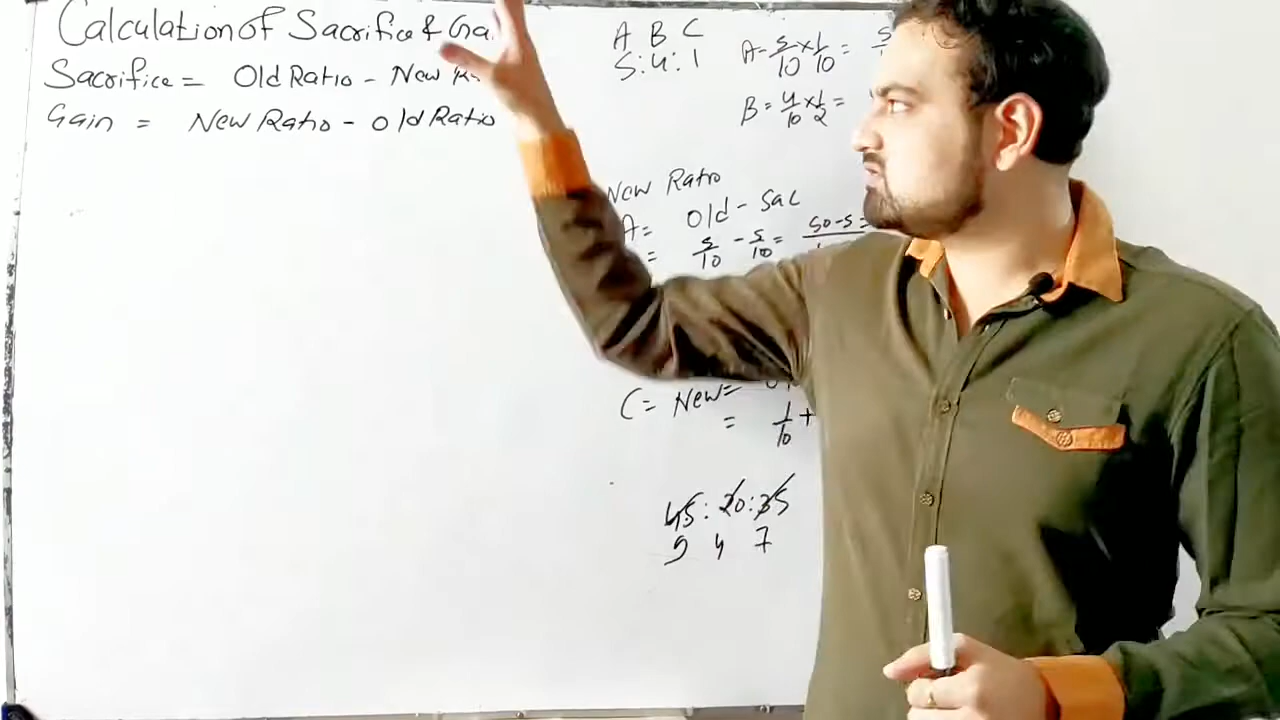 Calculation of Sacrifice & Ga
Sacrifice = Old Ratio - New Ra
Gain = New Ratio - old Ratio
A B C
5:4:1
A = 5/10 × 1/10 =
B = 4/10 × 1/2 =
New Ratio
A = old - sac
= 5/10 - 5/100 = 50-5 =
C = New =
= 1/10 +
45 : 20 : 35
9 4 7